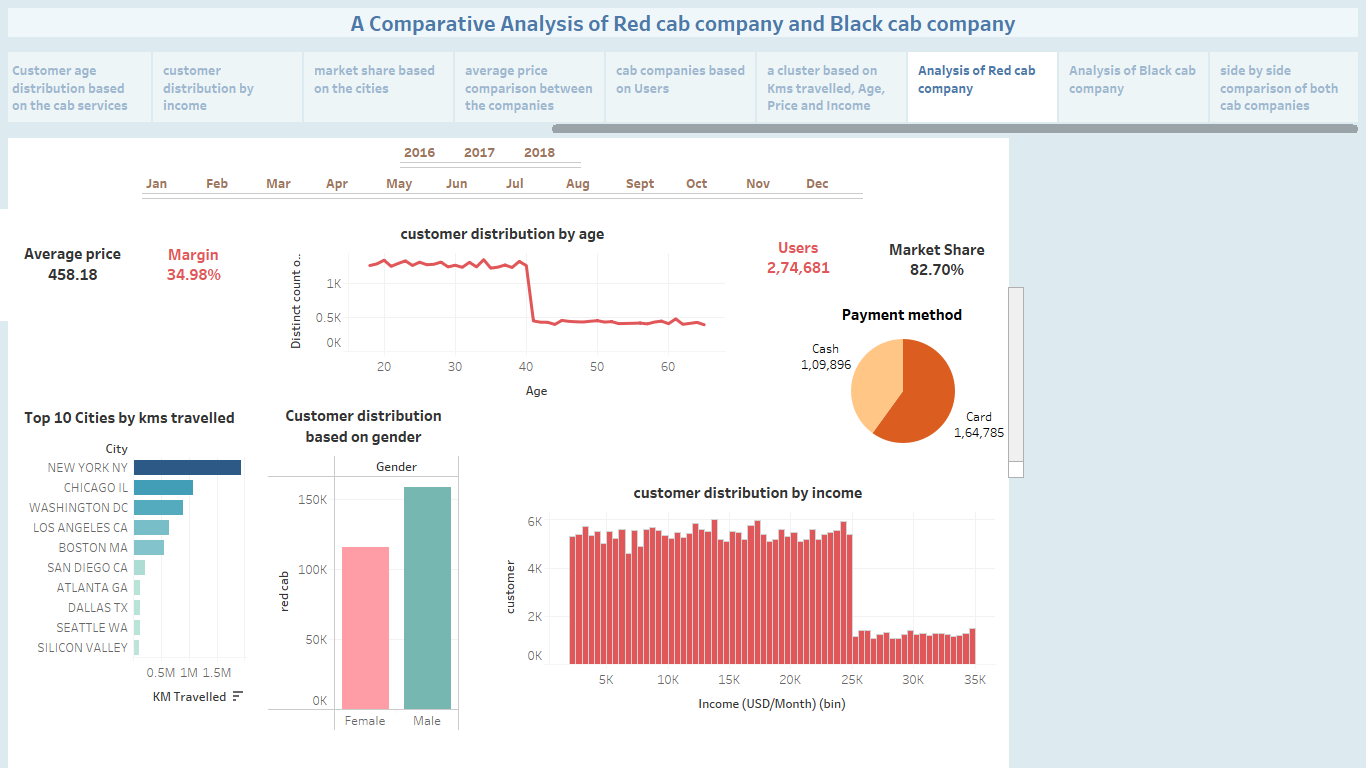 A Comparative Analysis of Red cab company and Black cab company
Customer age
distribution based
on the cab services
customer
distribution by
income
market share based
on the cities
average price
comparison between
the companies
cab companies based
on Users
a cluster based on
Kms travelled, Age,
Price and Income
Analysis of Red cab
company
Analysis of Black cab
company
side by side
comparison of both
cab companies
2016 2017 2018
Jan Feb Mar Apr May Jun Jul Aug Sept Oct Nov Dec
Average price
458.18
Margin
34.98%
customer distribution by age
Distinct count o..
1K
0.5K
0K
20 30 40 50 60
Age
Users
2,74,681
Market Share
82.70%
Payment method
Cash
1,09,896
Card
1,64,785
Top 10 Cities by kms travelled
City
NEW YORK NY
CHICAGO IL
WASHINGTON DC
LOS ANGELES CA
BOSTON MA
SAN DIEGO CA
ATLANTA GA
DALLAS TX
SEATTLE WA
SILICON VALLEY
0.5M 1M 1.5M
KM Travelled
Customer distribution
based on gender
Gender
red cab
150K
100K
50K
0K
Female Male
customer distribution by income
customer
6K
4K
2K
0K
5K 10K 15K 20K 25K 30K 35K
Income (USD/Month) (bin)